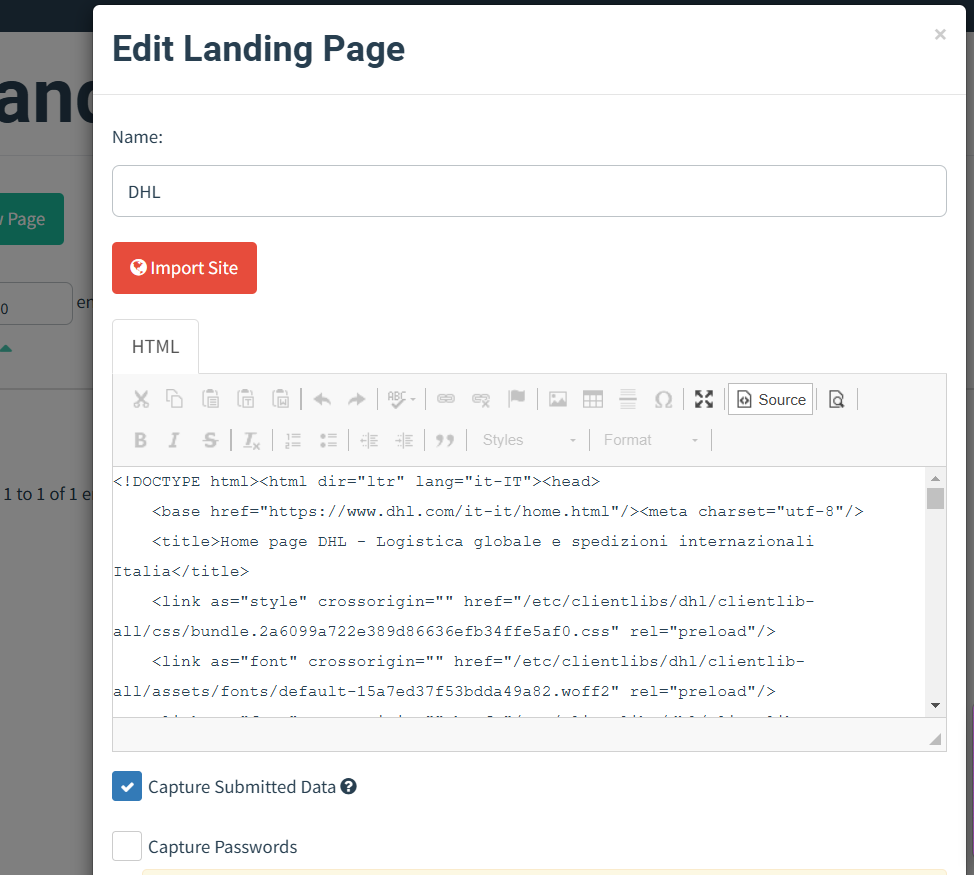 Edit Landing Page
×
Name:
DHL
Import Site
HTML
ABC
Source
Styles
Format
<!DOCTYPE html><html dir="ltr" lang="it-IT"><head>
<base href="https://www.dhl.com/it-it/home.html"/><meta charset="utf-8"/>
<title>Home page DHL - Logistica globale e spedizioni internazionali
Italia</title>
<link as="style" crossorigin="" href="/etc/clientlibs/dhl/clientlib-
all/css/bundle.2a6099a722e389d86636efb34ffe5af0.css" rel="preload"/>
<link as="font" crossorigin="" href="/etc/clientlibs/dhl/clientlib-
all/assets/fonts/default-15a7ed37f53bdda49a82.woff2" rel="preload"/>
Capture Submitted Data
Capture Passwords
Page
0
1 to 1 of 1 e